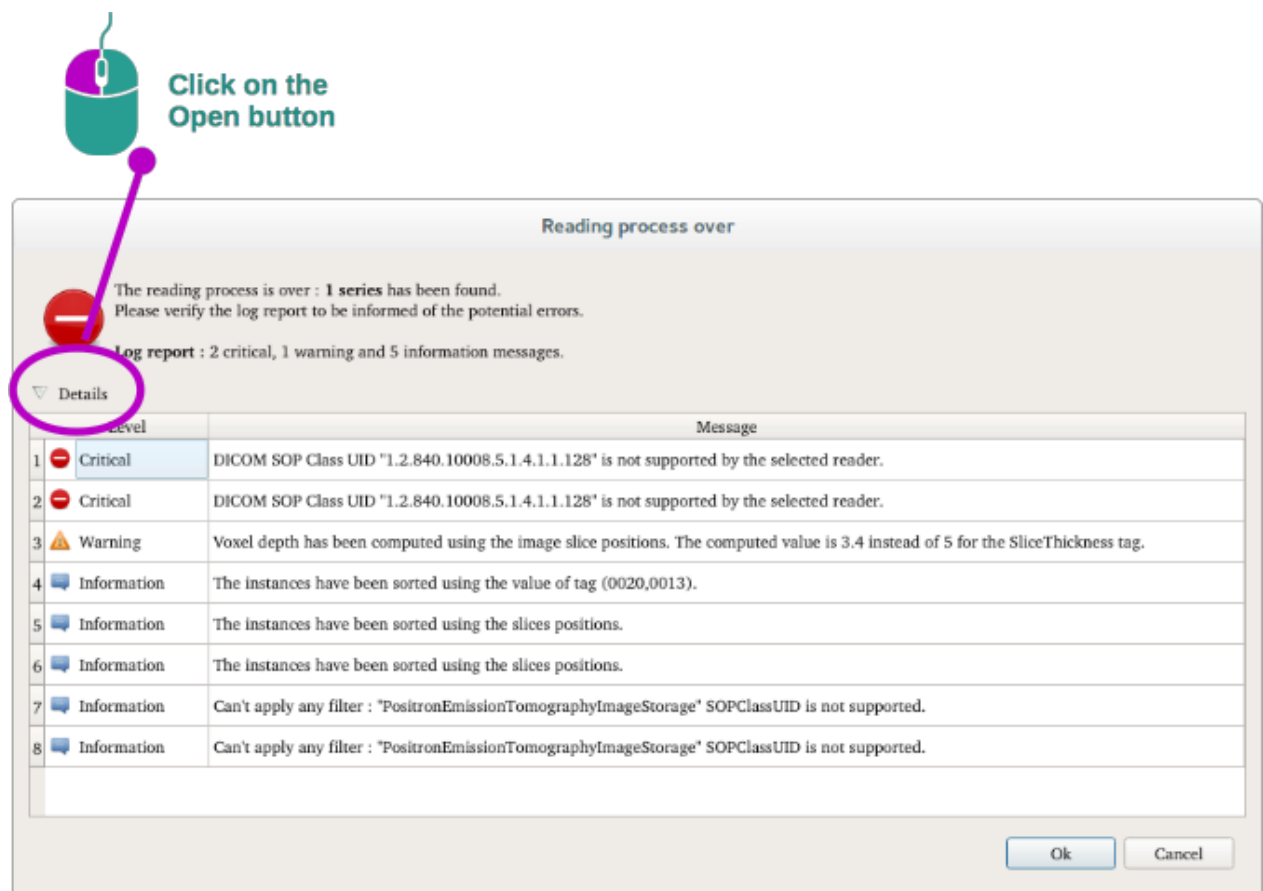 Click on the
Open button
Reading process over
The reading process is over : 1 series has been found.
Please verify the log report to be informed of the potential errors.
Log report : 2 critical, 1 warning and 5 information messages.
Details
Level Message
1 Critical DICOM SOP Class UID "1.2.840.10008.5.1.4.1.1.128" is not supported by the selected reader.
2 Critical DICOM SOP Class UID "1.2.840.10008.5.1.4.1.1.128" is not supported by the selected reader.
3 Warning Voxel depth has been computed using the image slice positions. The computed value is 3.4 instead of 5 for the SliceThickness tag.
4 Information The instances have been sorted using the value of tag (0020,0013).
5 Information The instances have been sorted using the slices positions.
6 Information The instances have been sorted using the slices positions.
7 Information Can't apply any filter : "PositronEmissionTomographyImageStorage" SOPClassUID is not supported.
8 Information Can't apply any filter : "PositronEmissionTomographyImageStorage" SOPClassUID is not supported.
Ok Cancel